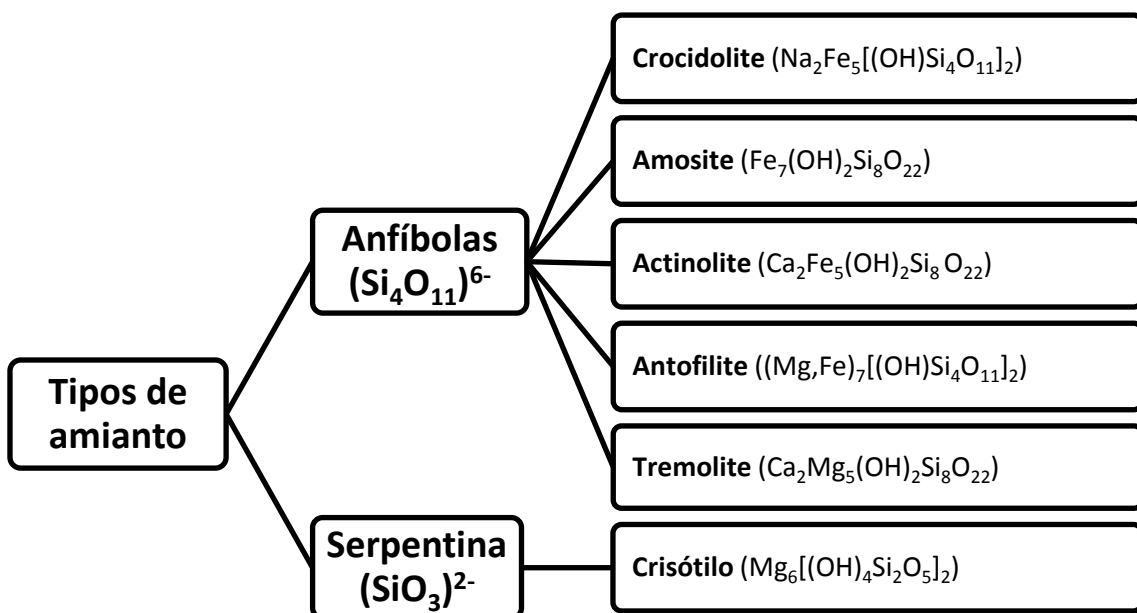 Crocidolite (Na₂Fe₅[(OH)Si₄O₁₁]₂)
Amosite (Fe₇(OH)₂Si₈O₂₂)
Anfíbolas
(Si₄O₁₁)⁶⁻
Actinolite (Ca₂Fe₅(OH)₂Si₈ O₂₂)
Antofilite ((Mg,Fe)₇[(OH)Si₄O₁₁]₂)
Tipos de
amianto
Tremolite (Ca₂Mg₅(OH)₂Si₈O₂₂)
Serpentina
(SiO₃)²⁻
Crisótilo (Mg₆[(OH)₄Si₂O₅]₂)